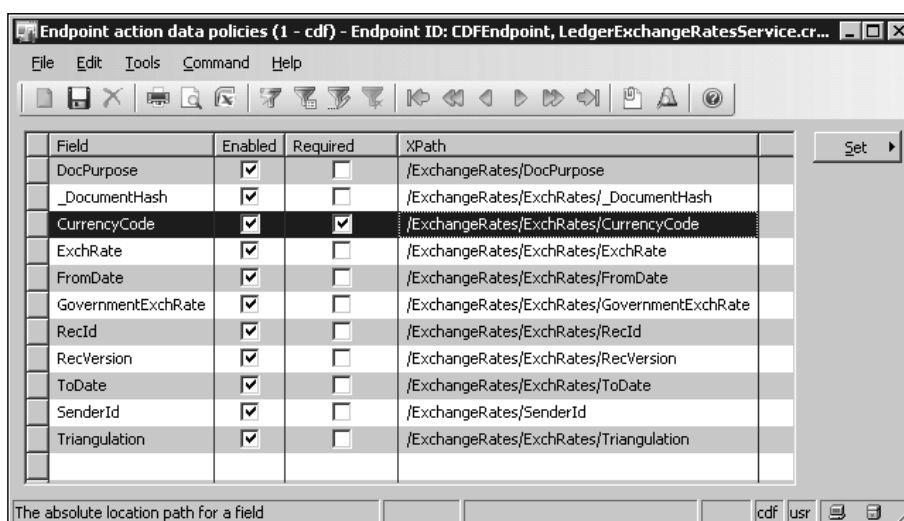 Endpoint action data policies (1 - cdf) - Endpoint ID: CDFEndpoint, LedgerExchangeRatesService.cr...
File Edit Tools Command Help
Field Enabled Required XPath
Set
DocPurpose /ExchangeRates/DocPurpose
_DocumentHash /ExchangeRates/ExchRates/_DocumentHash
CurrencyCode /ExchangeRates/ExchRates/CurrencyCode
ExchRate /ExchangeRates/ExchRates/ExchRate
FromDate /ExchangeRates/ExchRates/FromDate
GovernmentExchRate /ExchangeRates/ExchRates/GovernmentExchRate
RecId /ExchangeRates/ExchRates/RecId
RecVersion /ExchangeRates/ExchRates/RecVersion
ToDate /ExchangeRates/ExchRates/ToDate
SenderId /ExchangeRates/SenderId
Triangulation /ExchangeRates/ExchRates/Triangulation
The absolute location path for a field cdf usr